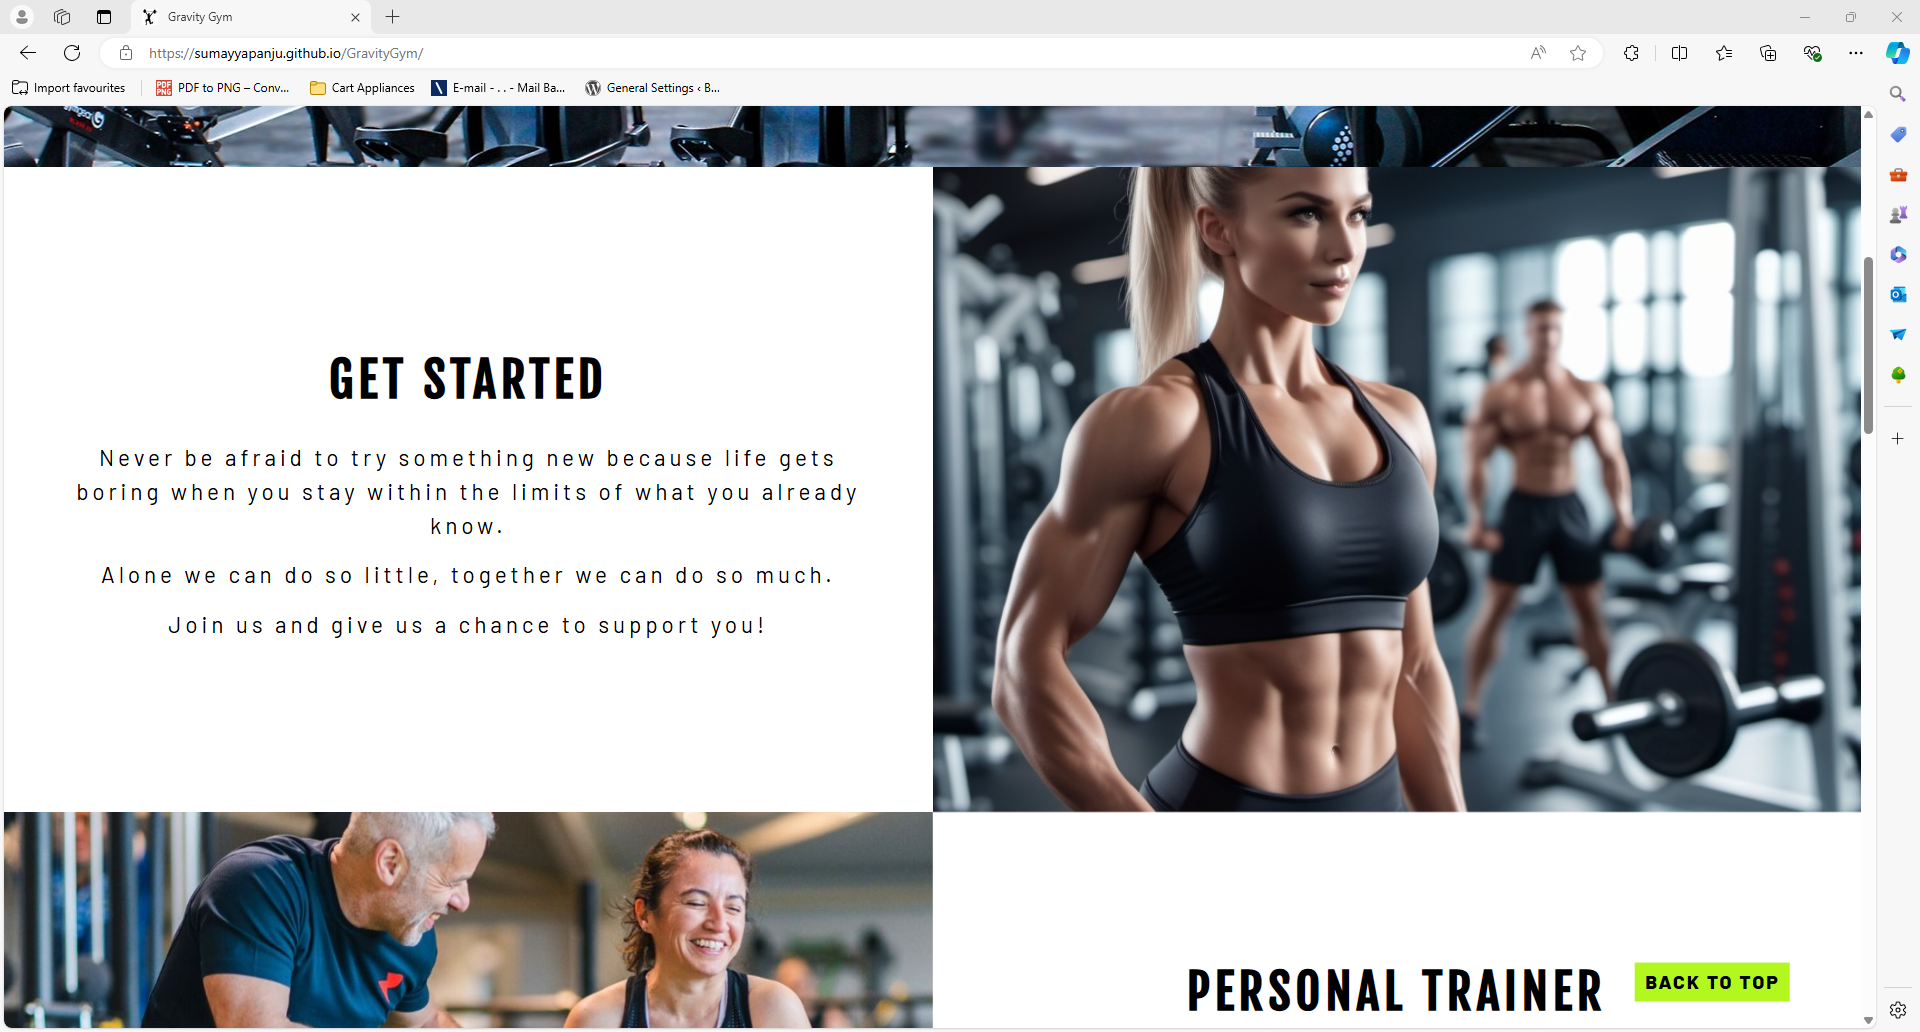 Gravity Gym
https://sumayyapanju.github.io/GravityGym/
Import favourites
PDF to PNG – Conv...
Cart Appliances
E-mail - . . - Mail Ba...
General Settings ‹ B...
GET STARTED
Never be afraid to try something new because life gets
boring when you stay within the limits of what you already
know.
Alone we can do so little, together we can do so much.
Join us and give us a chance to support you!
PERSONAL TRAINER
BACK TO TOP